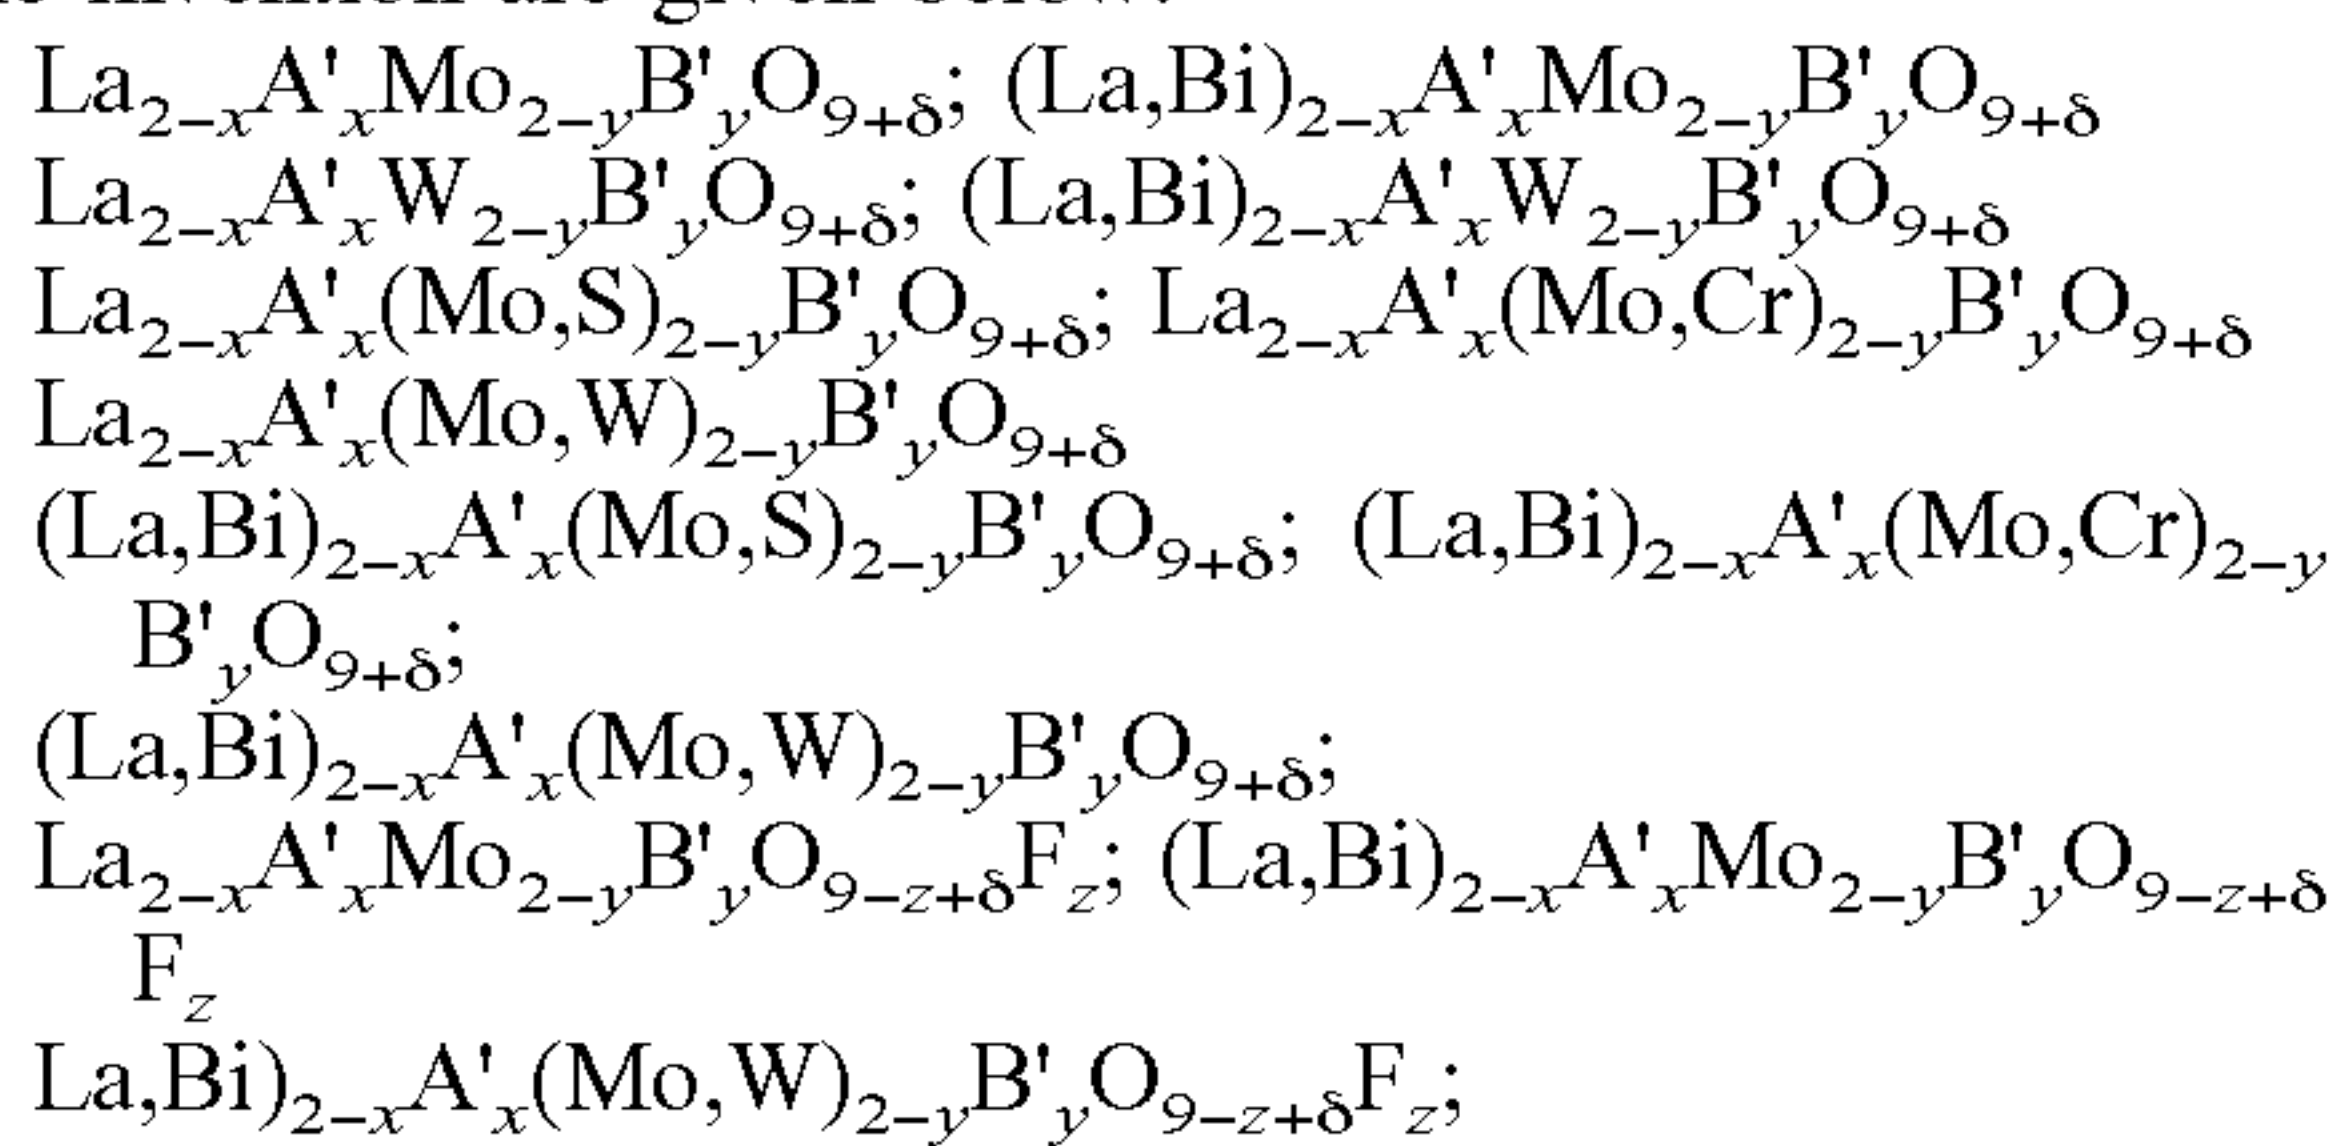 invention are given below:
La₂₋ₓA'ₓMo₂₋yB'yO₉₊δ; (La,Bi)₂₋ₓA'ₓMo₂₋yB'yO₉₊δ
La₂₋ₓA'ₓW₂₋yB'yO₉₊δ; (La,Bi)₂₋ₓA'ₓW₂₋yB'yO₉₊δ
La₂₋ₓA'ₓ(Mo,S)₂₋yB'yO₉₊δ; La₂₋ₓA'ₓ(Mo,Cr)₂₋yB'yO₉₊δ
La₂₋ₓA'ₓ(Mo,W)₂₋yB'yO₉₊δ
(La,Bi)₂₋ₓA'ₓ(Mo,S)₂₋yB'yO₉₊δ; (La,Bi)₂₋ₓA'ₓ(Mo,Cr)₂₋y
B'yO₉₊δ;
(La,Bi)₂₋ₓA'ₓ(Mo,W)₂₋yB'yO₉₊δ;
La₂₋ₓA'ₓMo₂₋yB'yO₉₋z₊δFz; (La,Bi)₂₋ₓA'ₓMo₂₋yB'yO₉₋z₊δ
Fz
La,Bi)₂₋ₓA'ₓ(Mo,W)₂₋yB'yO₉₋z₊δFz;